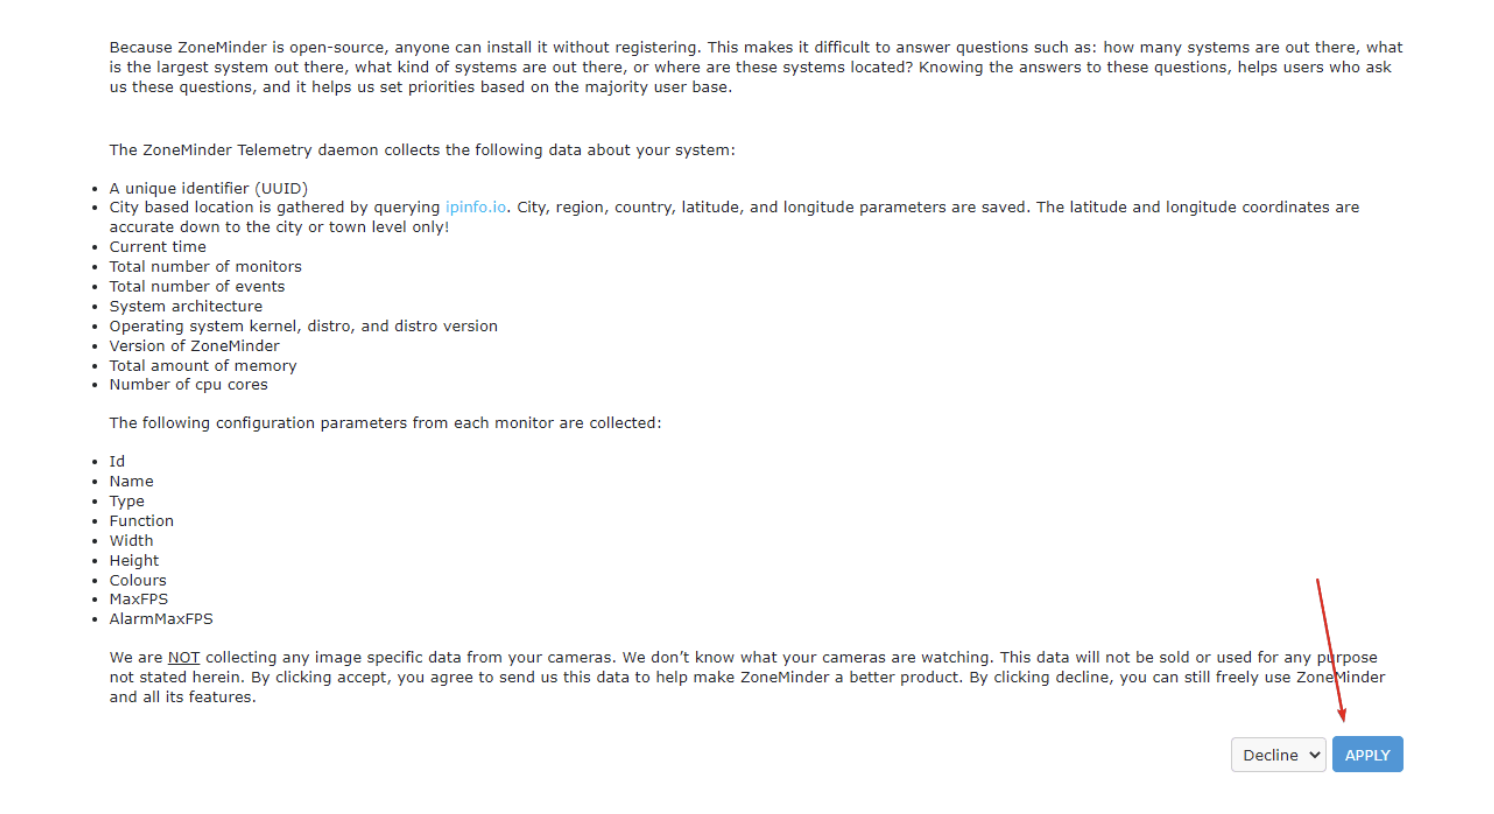 Because ZoneMinder is open-source, anyone can install it without registering. This makes it difficult to answer questions such as: how many systems are out there, what
is the largest system out there, what kind of systems are out there, or where are these systems located? Knowing the answers to these questions, helps users who ask
us these questions, and it helps us set priorities based on the majority user base.
The ZoneMinder Telemetry daemon collects the following data about your system:
• A unique identifier (UUID)
• City based location is gathered by querying ipinfo.io. City, region, country, latitude, and longitude parameters are saved. The latitude and longitude coordinates are
accurate down to the city or town level only!
• Current time
• Total number of monitors
• Total number of events
• System architecture
• Operating system kernel, distro, and distro version
• Version of ZoneMinder
• Total amount of memory
• Number of cpu cores
The following configuration parameters from each monitor are collected:
• Id
• Name
• Type
• Function
• Width
• Height
• Colours
• MaxFPS
• AlarmMaxFPS
We are NOT collecting any image specific data from your cameras. We don’t know what your cameras are watching. This data will not be sold or used for any purpose
not stated herein. By clicking accept, you agree to send us this data to help make ZoneMinder a better product. By clicking decline, you can still freely use ZoneMinder
and all its features.
Decline APPLY